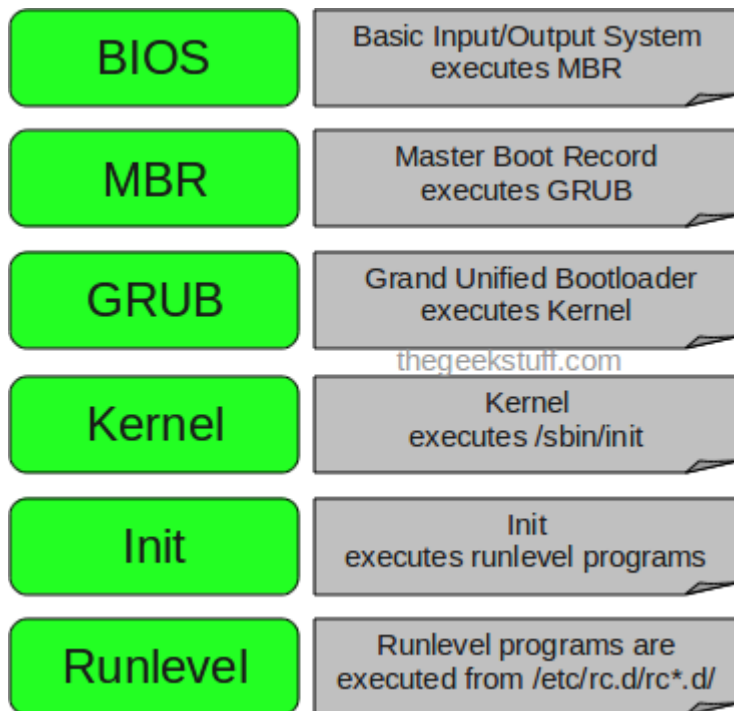 BIOS
Basic Input/Output System
executes MBR
MBR
Master Boot Record
executes GRUB
GRUB
Grand Unified Bootloader
executes Kernel
thegeekstuff.com
Kernel
Kernel
executes /sbin/init
Init
Init
executes runlevel programs
Runlevel
Runlevel programs are
executed from /etc/rc.d/rc*.d/